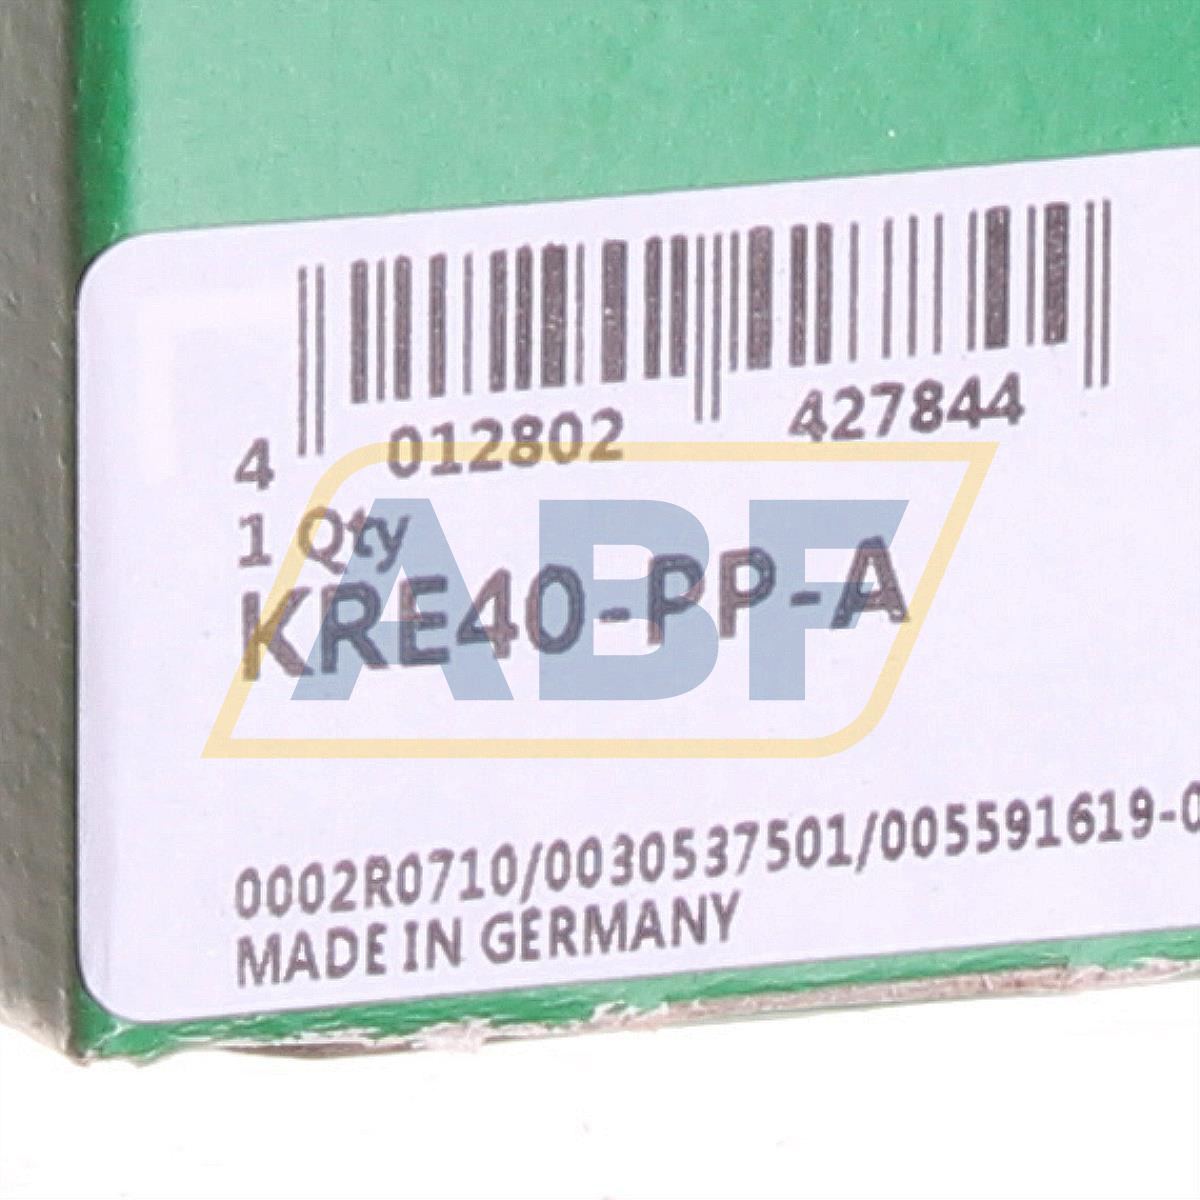 4 012802 427844
1 Qty
KRE40-PP-A
ABF
0002R0710/0030537501/005591619-0
MADE IN GERMANY